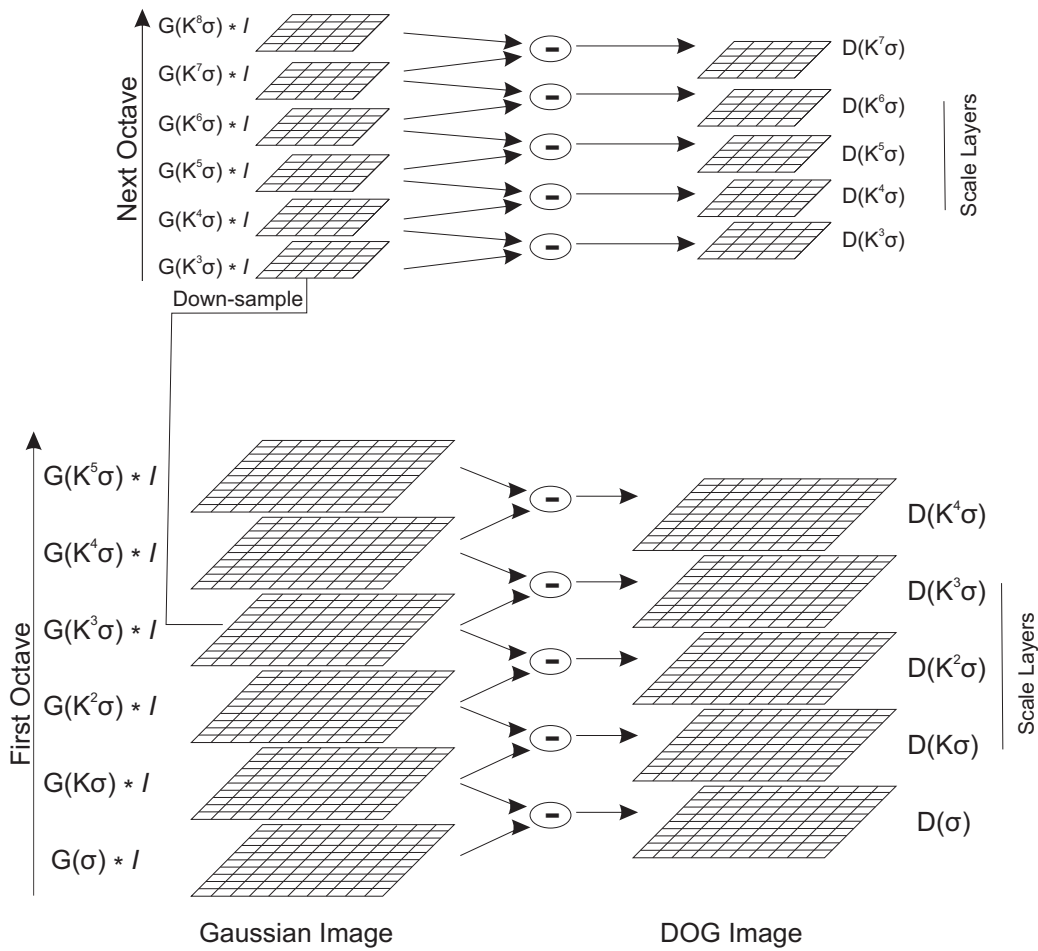 Next Octave
G(K⁸σ) * I
G(K⁷σ) * I
G(K⁶σ) * I
G(K⁵σ) * I
G(K⁴σ) * I
G(K³σ) * I
-
-
-
-
-
D(K⁷σ)
D(K⁶σ)
D(K⁵σ)
D(K⁴σ)
D(K³σ)
Scale Layers
Down-sample
First Octave
G(K⁵σ) * I
G(K⁴σ) * I
G(K³σ) * I
G(K²σ) * I
G(Kσ) * I
G(σ) * I
-
-
-
-
-
D(K⁴σ)
D(K³σ)
D(K²σ)
D(Kσ)
D(σ)
Scale Layers
Gaussian Image
DOG Image